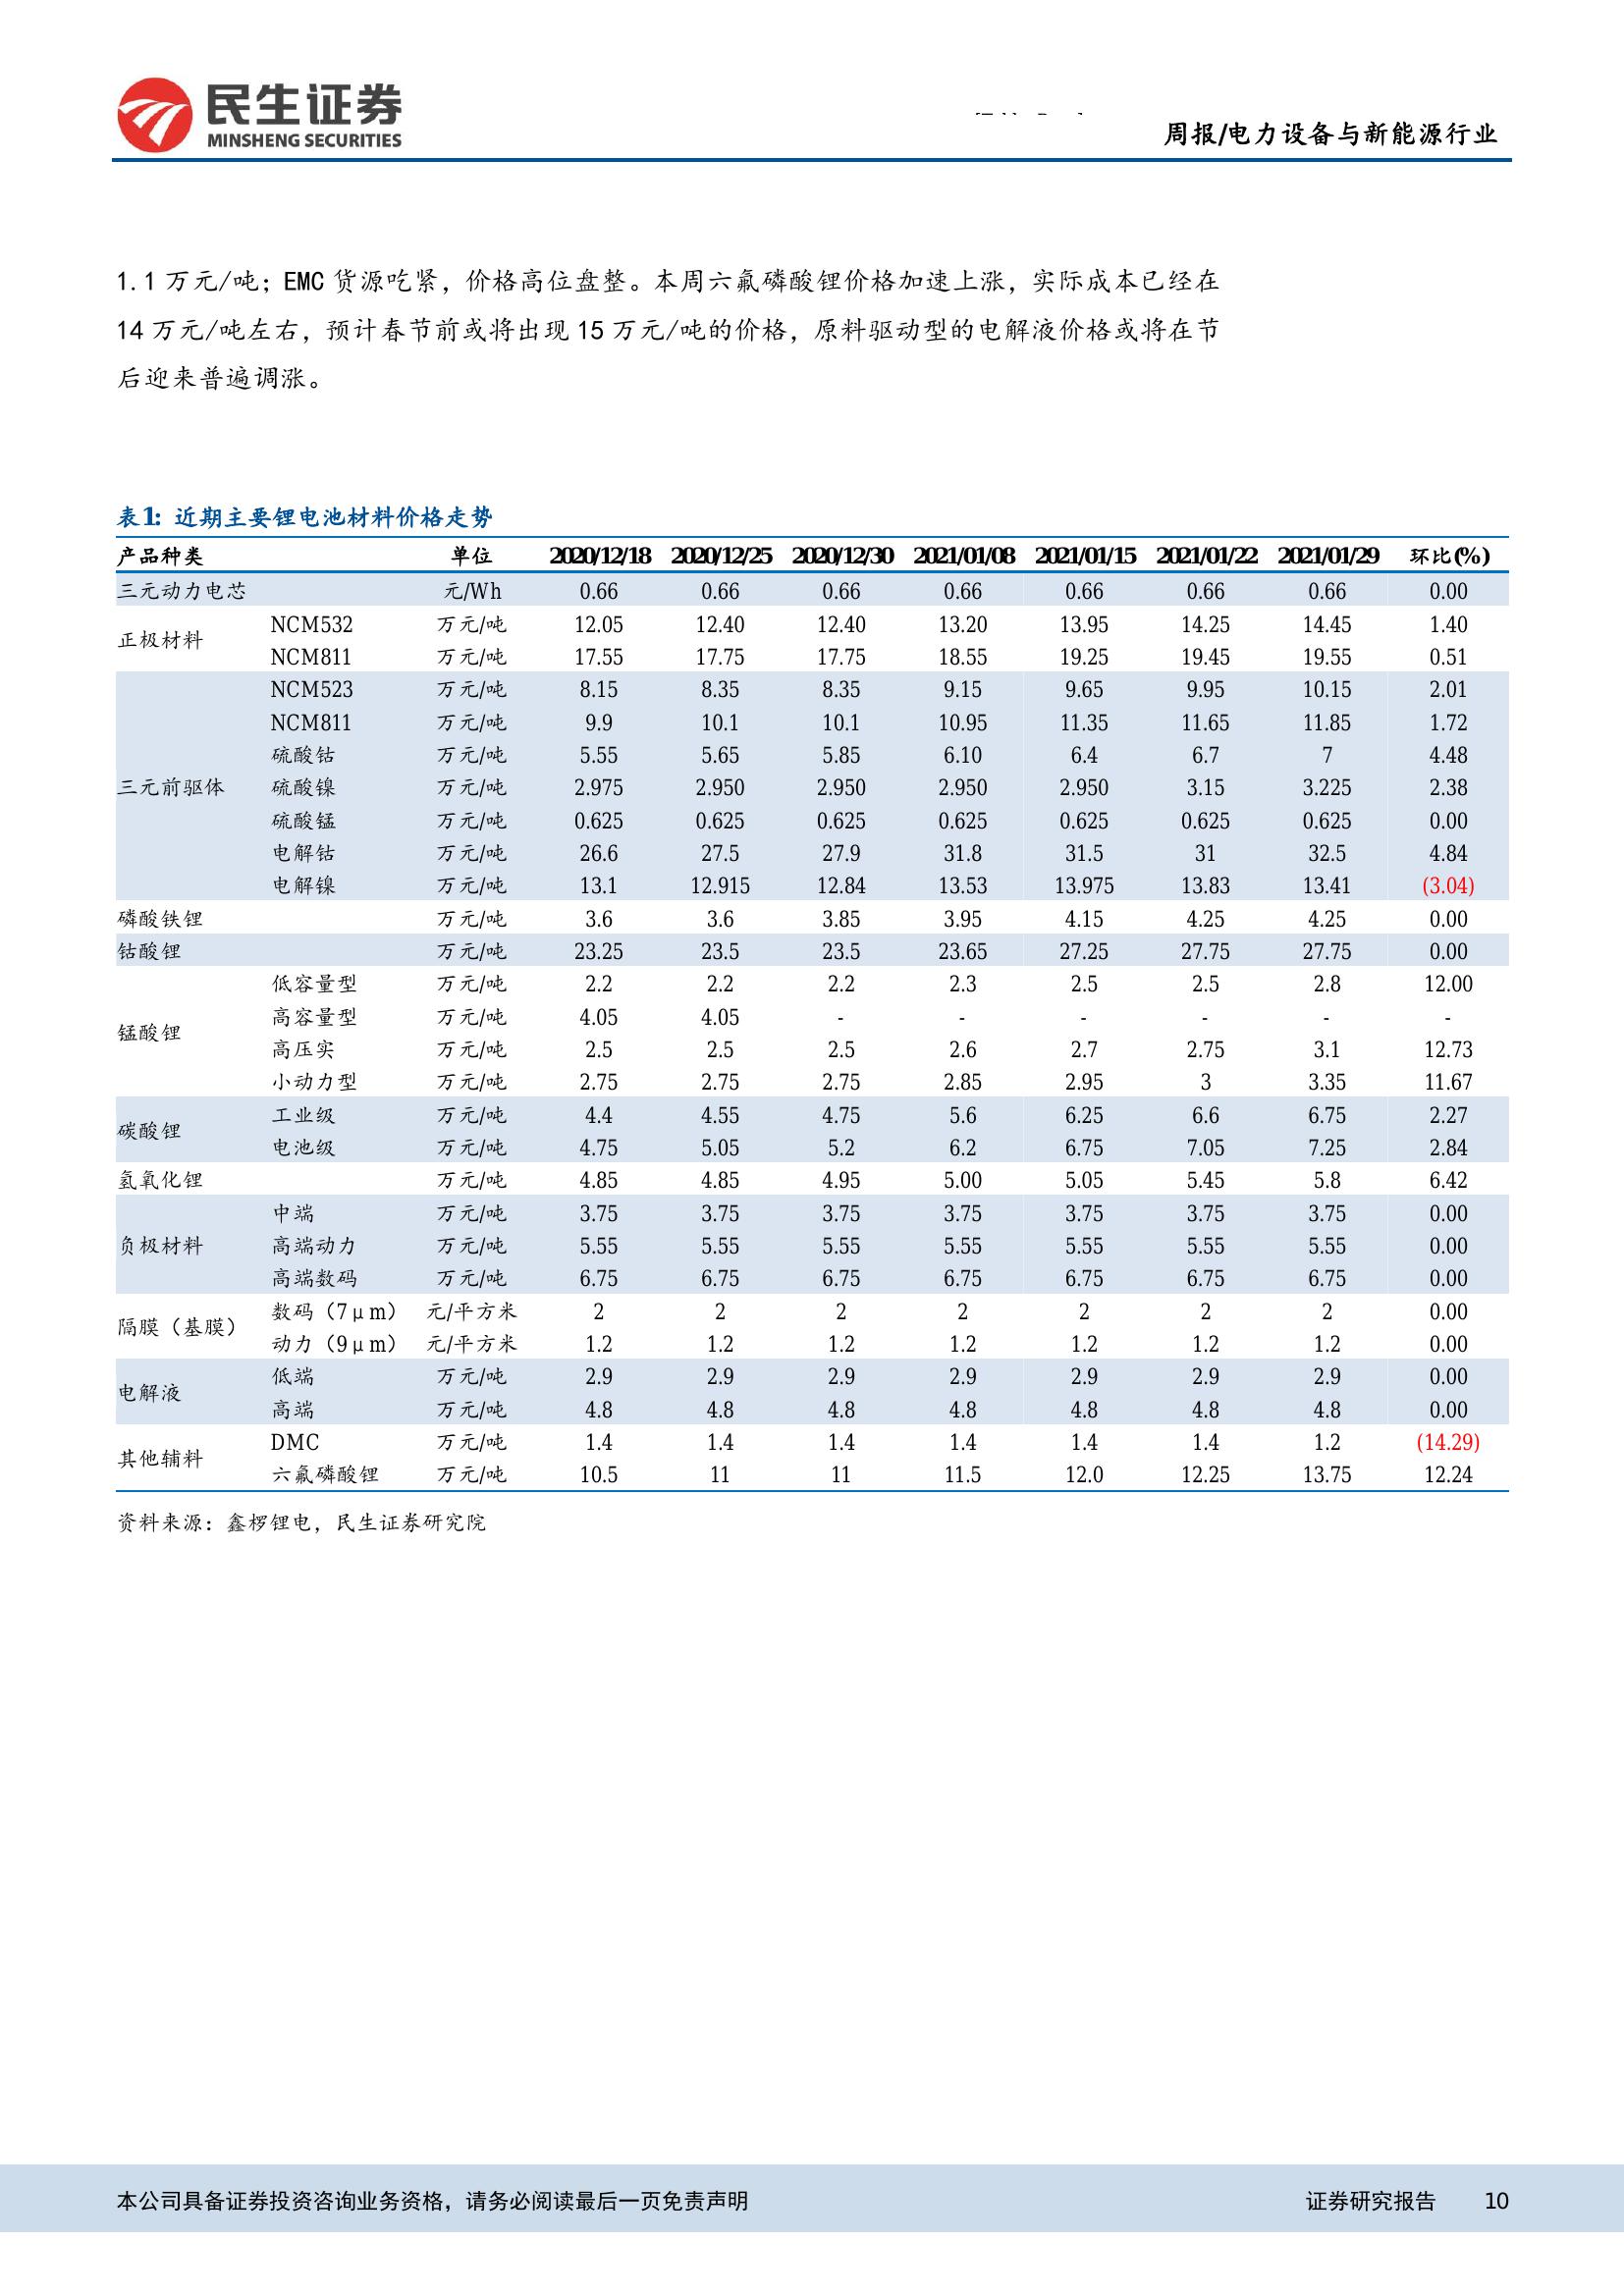 民生证券
MINSHENG SECURITIES
周报/电力设备与新能源行业
1.1 万元/吨；EMC 货源吃紧，价格高位盘整。本周六氟磷酸锂价格加速上涨，实际成本已经在
14 万元/吨左右，预计春节前或将出现 15 万元/吨的价格，原料驱动型的电解液价格或将在节
后迎来普遍调涨。
表1：近期主要锂电池材料价格走势
产品种类 单位 2020/12/18 2020/12/25 2020/12/30 2021/01/08 2021/01/15 2021/01/22 2021/01/29 环比(%)
三元动力电芯 元/Wh 0.66 0.66 0.66 0.66 0.66 0.66 0.66 0.00
正极材料 NCM532 万元/吨 12.05 12.40 12.40 13.20 13.95 14.25 14.45 1.40
NCM811 万元/吨 17.55 17.75 17.75 18.55 19.25 19.45 19.55 0.51
三元前驱体 NCM523 万元/吨 8.15 8.35 8.35 9.15 9.65 9.95 10.15 2.01
NCM811 万元/吨 9.9 10.1 10.1 10.95 11.35 11.65 11.85 1.72
硫酸钴 万元/吨 5.55 5.65 5.85 6.10 6.4 6.7 7 4.48
硫酸镍 万元/吨 2.975 2.950 2.950 2.950 2.950 3.15 3.225 2.38
硫酸锰 万元/吨 0.625 0.625 0.625 0.625 0.625 0.625 0.625 0.00
电解钴 万元/吨 26.6 27.5 27.9 31.8 31.5 31 32.5 4.84
电解镍 万元/吨 13.1 12.915 12.84 13.53 13.975 13.83 13.41 (3.04)
磷酸铁锂 万元/吨 3.6 3.6 3.85 3.95 4.15 4.25 4.25 0.00
钴酸锂 万元/吨 23.25 23.5 23.5 23.65 27.25 27.75 27.75 0.00
锰酸锂 低容量型 万元/吨 2.2 2.2 2.2 2.3 2.5 2.5 2.8 12.00
高容量型 万元/吨 4.05 4.05 - - - - - -
高压实 万元/吨 2.5 2.5 2.5 2.6 2.7 2.75 3.1 12.73
小动力型 万元/吨 2.75 2.75 2.75 2.85 2.95 3 3.35 11.67
碳酸锂 工业级 万元/吨 4.4 4.55 4.75 5.6 6.25 6.6 6.75 2.27
电池级 万元/吨 4.75 5.05 5.2 6.2 6.75 7.05 7.25 2.84
氢氧化锂 万元/吨 4.85 4.85 4.95 5.00 5.05 5.45 5.8 6.42
负极材料 中端 万元/吨 3.75 3.75 3.75 3.75 3.75 3.75 3.75 0.00
高端动力 万元/吨 5.55 5.55 5.55 5.55 5.55 5.55 5.55 0.00
高端数码 万元/吨 6.75 6.75 6.75 6.75 6.75 6.75 6.75 0.00
隔膜（基膜） 数码（7μm） 元/平方米 2 2 2 2 2 2 2 0.00
动力（9μm） 元/平方米 1.2 1.2 1.2 1.2 1.2 1.2 1.2 0.00
电解液 低端 万元/吨 2.9 2.9 2.9 2.9 2.9 2.9 2.9 0.00
高端 万元/吨 4.8 4.8 4.8 4.8 4.8 4.8 4.8 0.00
其他辅料 DMC 万元/吨 1.4 1.4 1.4 1.4 1.4 1.4 1.2 (14.29)
六氟磷酸锂 万元/吨 10.5 11 11 11.5 12.0 12.25 13.75 12.24
资料来源：鑫椤锂电，民生证券研究院
本公司具备证券投资咨询业务资格，请务必阅读最后一页免责声明 证券研究报告 10